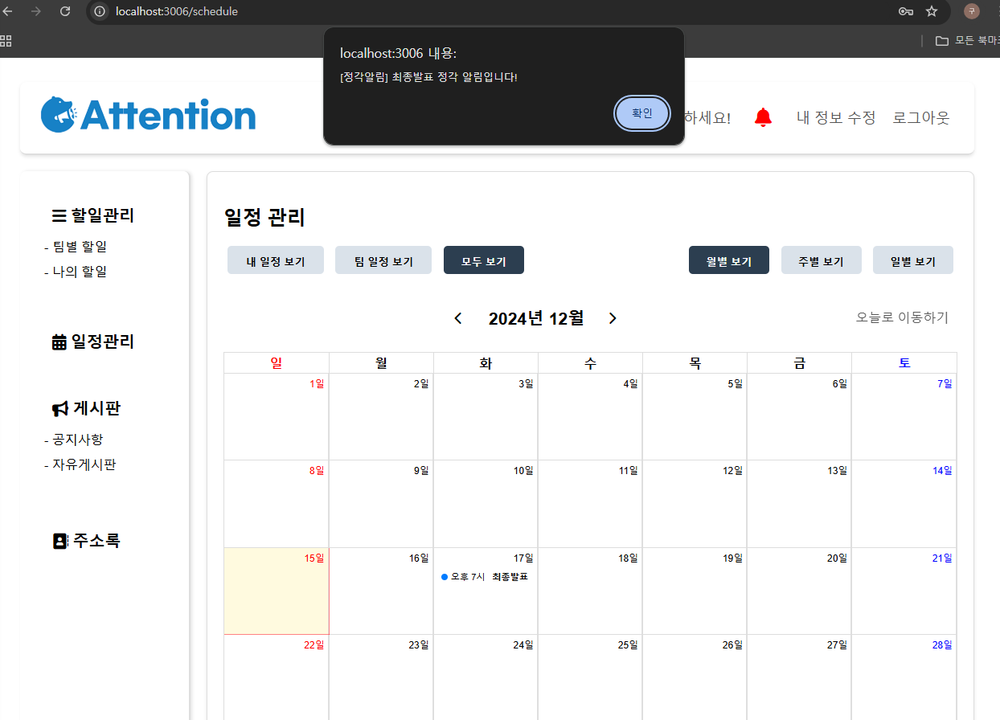 localhost:3006/schedule
구
모든 북마크
localhost:3006 내용:
[정각알림] 최종발표 정각 알림입니다!
확인
Attention
하세요!
내 정보 수정
로그아웃
할일관리
- 팀별 할일
- 나의 할일
일정관리
게시판
- 공지사항
- 자유게시판
주소록
일정 관리
내 일정 보기 팀 일정 보기 모두 보기 월별 보기 주별 보기 일별 보기
2024년 12월
오늘로 이동하기
일 월 화 수 목 금 토
1일 2일 3일 4일 5일 6일 7일
8일 9일 10일 11일 12일 13일 14일
15일 16일 17일 18일 19일 20일 21일
오후 7시 최종발표
22일 23일 24일 25일 26일 27일 28일